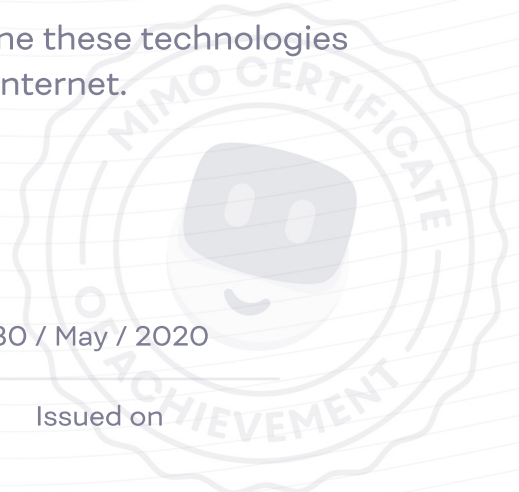 ne these technologies
nternet.
MIMO CERTIFICATE
OF ACHIEVEMENT
30 / May / 2020
Issued on